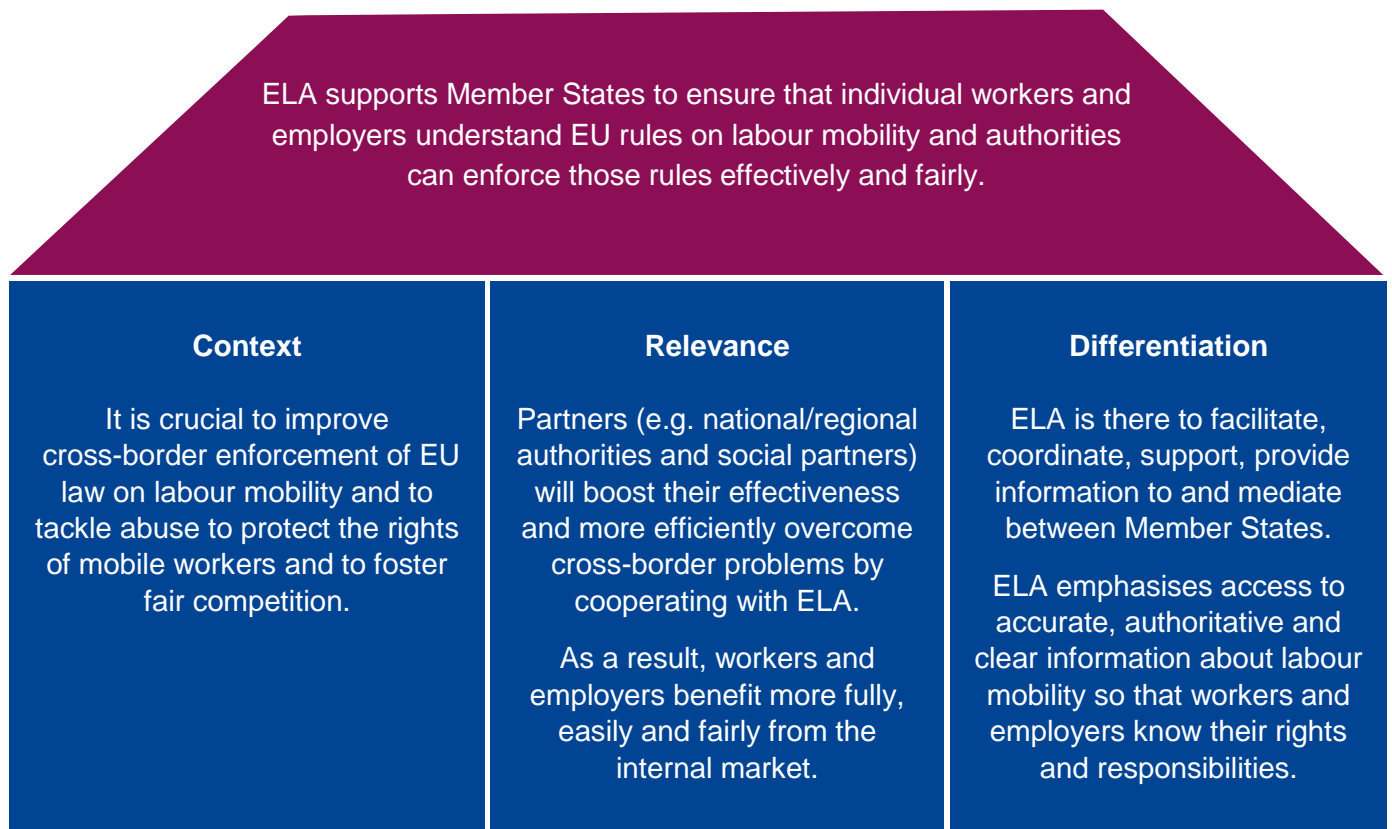 ELA supports Member States to ensure that individual workers and
employers understand EU rules on labour mobility and authorities
can enforce those rules effectively and fairly.
Context
It is crucial to improve
cross-border enforcement of EU
law on labour mobility and to
tackle abuse to protect the rights
of mobile workers and to foster
fair competition.
Relevance
Partners (e.g. national/regional
authorities and social partners)
will boost their effectiveness
and more efficiently overcome
cross-border problems by
cooperating with ELA.
As a result, workers and
employers benefit more fully,
easily and fairly from the
internal market.
Differentiation
ELA is there to facilitate,
coordinate, support, provide
information to and mediate
between Member States.
ELA emphasises access to
accurate, authoritative and
clear information about labour
mobility so that workers and
employers know their rights
and responsibilities.